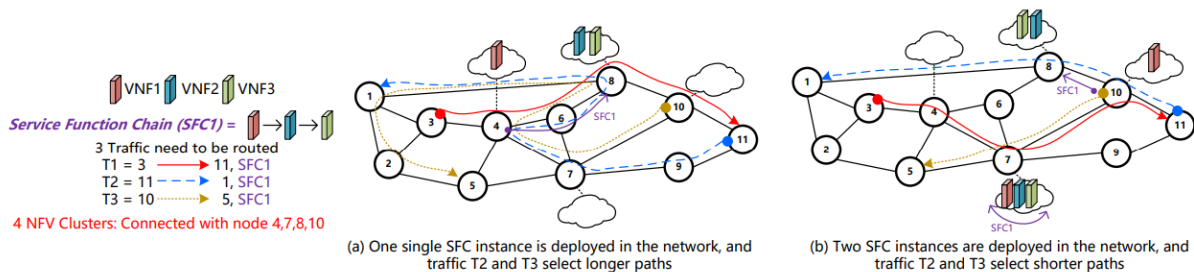 VNF1 VNF2 VNF3
Service Function Chain (SFC1) =
3 Traffic need to be routed
T1 = 3 11, SFC1
T2 = 11 1, SFC1
T3 = 10 5, SFC1
4 NFV Clusters: Connected with node 4,7,8,10
1
2
3
4
5
6
7
8
9
10
11
SFC1
(a) One single SFC instance is deployed in the network, and
traffic T2 and T3 select longer paths
1
2
3
4
5
6
7
8
9
10
11
SFC1
SFC1
(b) Two SFC instances are deployed in the network, and
traffic T2 and T3 select shorter paths